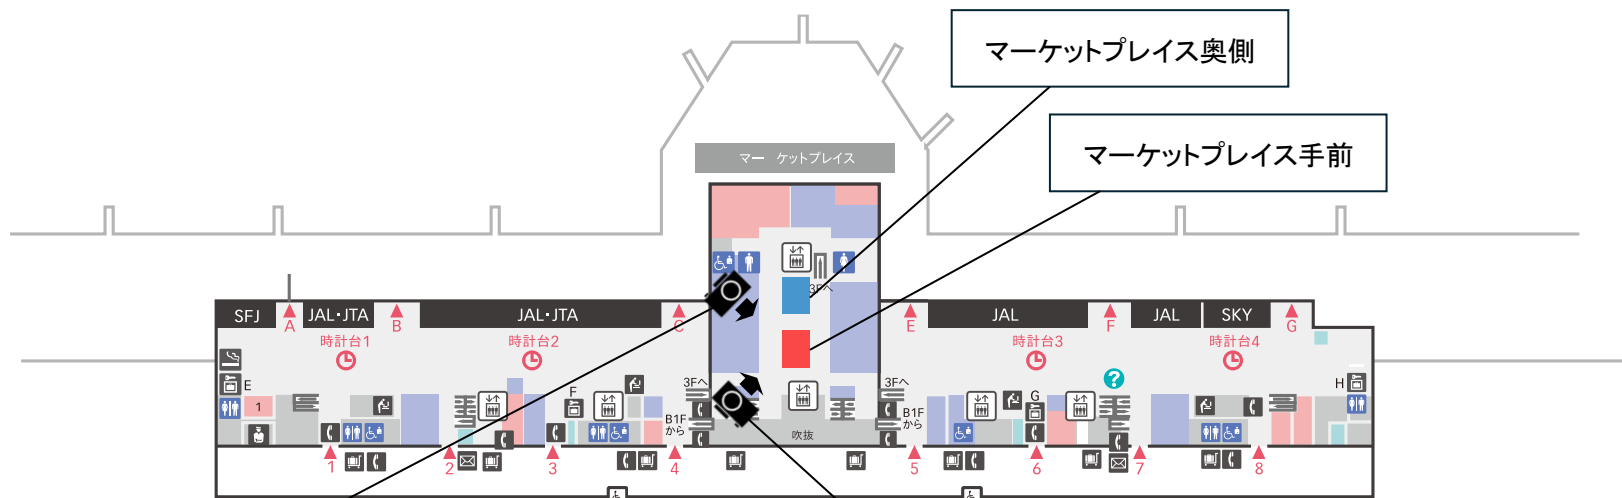 マーケットプレイス奥側
マーケットプレイス手前
マー ケットプレイス
3Fへ
SFJ
A
JAL・JTA
B
JAL・JTA
C
E
JAL
F
JAL
SKY
G
時計台1
時計台2
時計台3
時計台4
E
1
F
3Fへ
B1F
から
吹抜
3Fへ
B1F
から
G
?
H
1
2
3
4
5
6
7
8